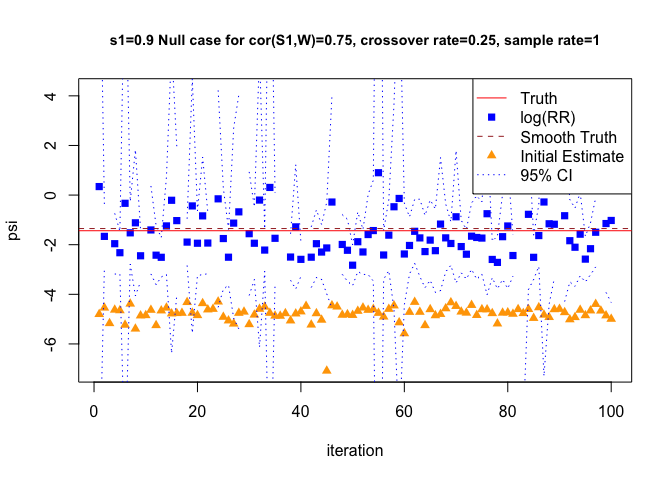 s1=0.9 Null case for cor(S1,W)=0.75, crossover rate=0.25, sample rate=1
Truth
log(RR)
Smooth Truth
Initial Estimate
95% CI
psi
4
2
0
-2
-4
-6
0 20 40 60 80 100
iteration